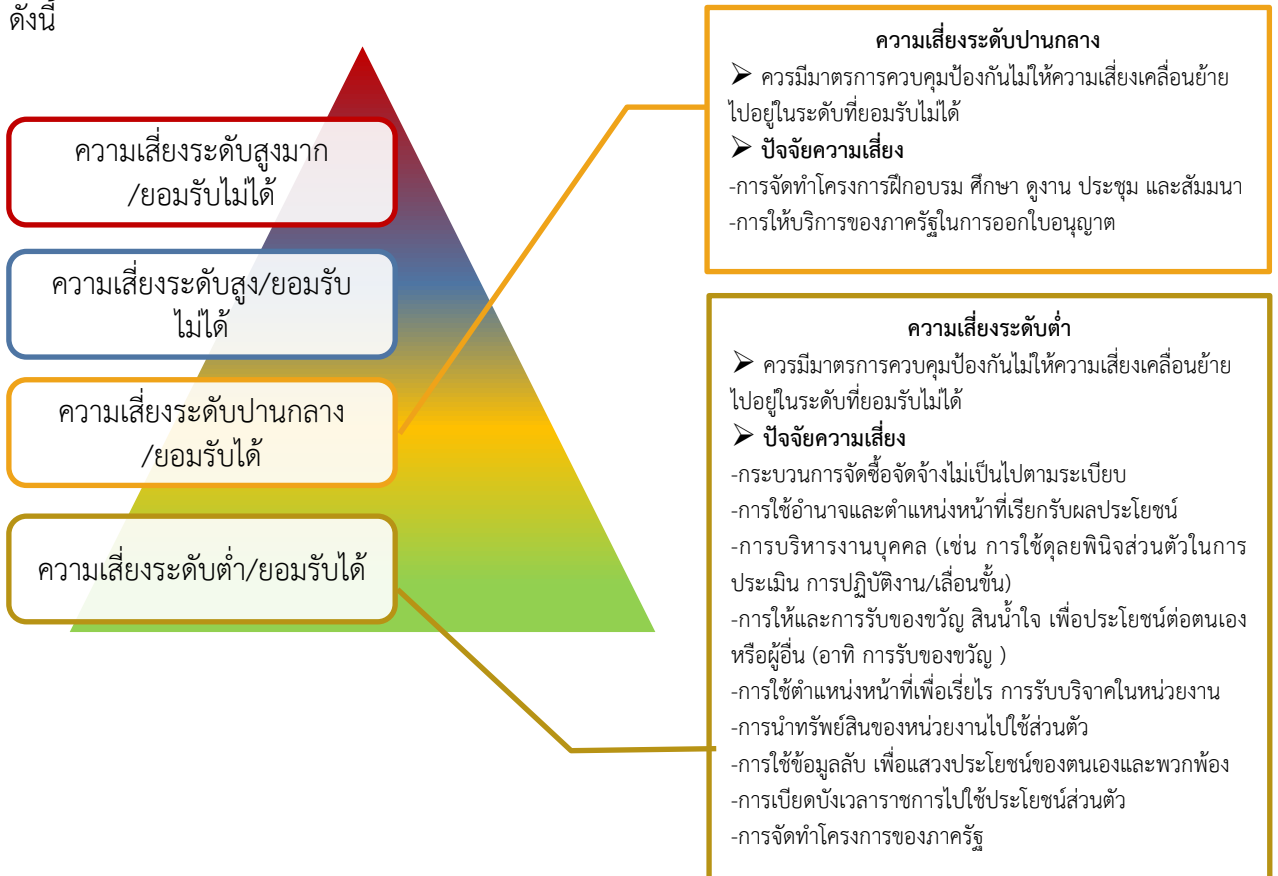 ดังนี้
ความเสี่ยงระดับสูงมาก
/ยอมรับไม่ได้
ความเสี่ยงระดับสูง/ยอมรับ
ไม่ได้
ความเสี่ยงระดับปานกลาง
/ยอมรับได้
ความเสี่ยงระดับต่ำ/ยอมรับได้
ความเสี่ยงระดับปานกลาง
➢ ควรมีมาตรการควบคุมป้องกันไม่ให้ความเสี่ยงเคลื่อนย้าย
ไปอยู่ในระดับที่ยอมรับไม่ได้
➢ ปัจจัยความเสี่ยง
-การจัดทำโครงการฝึกอบรม ศึกษา ดูงาน ประชุม และสัมมนา
-การให้บริการของภาครัฐในการออกใบอนุญาต
ความเสี่ยงระดับต่ำ
➢ ควรมีมาตรการควบคุมป้องกันไม่ให้ความเสี่ยงเคลื่อนย้าย
ไปอยู่ในระดับที่ยอมรับไม่ได้
➢ ปัจจัยความเสี่ยง
-กระบวนการจัดซื้อจัดจ้างไม่เป็นไปตามระเบียบ
-การใช้อำนาจและตำแหน่งหน้าที่เรียกรับผลประโยชน์
-การบริหารงานบุคคล (เช่น การใช้ดุลยพินิจส่วนตัวในการ
ประเมิน การปฏิบัติงาน/เลื่อนขั้น)
-การให้และการรับของขวัญ สินน้ำใจ เพื่อประโยชน์ต่อตนเอง
หรือผู้อื่น (อาทิ การรับของขวัญ )
-การใช้ตำแหน่งหน้าที่เพื่อเรี่ยไร การรับบริจาคในหน่วยงาน
-การนำทรัพย์สินของหน่วยงานไปใช้ส่วนตัว
-การใช้ข้อมูลลับ เพื่อแสวงประโยชน์ของตนเองและพวกพ้อง
-การเบียดบังเวลาราชการไปใช้ประโยชน์ส่วนตัว
-การจัดทำโครงการของภาครัฐ